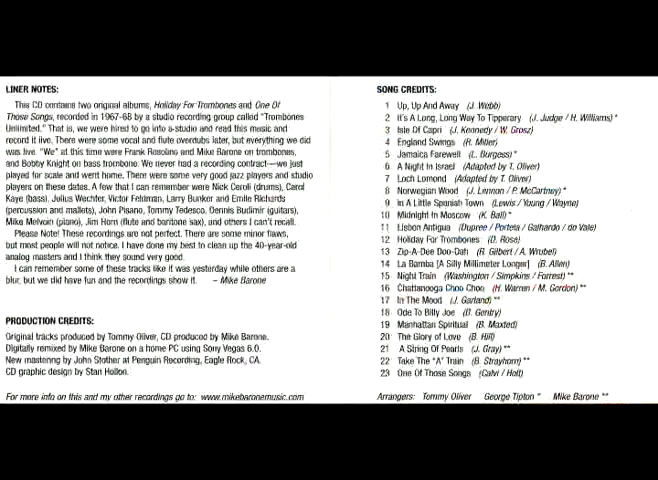 LINER NOTES:
This CD contains two original albums, Holiday For Trombones and One Of
Those Songs, recorded in 1967-68 by a studio recording group called "Trombones
Unlimited." That is, we were hired to go into a studio and read this music and
record it live. There were some vocal and flute overdubs later, but everything we did
was live. "We" at this time were Frank Rosolino and Mike Barone on trombones,
and Bobby Knight on bass trombone. We never had a recording contract—we just
played for scale and went home. There were some very good jazz players and studio
players on these dates. A few that I can remember were Nick Ceroli (drums), Carol
Kaye (bass), Julius Wechter, Victor Feldman, Larry Bunker and Emile Richards
(percussion and mallets), John Pisano, Tommy Tedesco, Dennis Budimir (guitars),
Mike Melvoin (piano), Jim Horn (flute and baritone sax), and others I can't recall.
Please Note! These recordings are not perfect. There are some minor flaws,
but most people will not notice. I have done my best to clean up the 40-year-old
analog masters and I think they sound very good.
I can remember some of these tracks like it was yesterday while others are a
blur, but we did have fun and the recordings show it. – Mike Barone
PRODUCTION CREDITS:
Original tracks produced by Tommy Oliver, CD produced by Mike Barone.
Digitally remixed by Mike Barone on a home PC using Sony Vegas 6.0.
New mastering by John Strother at Penguin Recording, Eagle Rock, CA.
CD graphic design by Stan Hollon.
For more info on this and my other recordings go to: www.mikebaronemusic.com
SONG CREDITS:
1 Up, Up And Away (J. Webb)
2 It's A Long, Long Way To Tipperary (J. Judge / H. Williams) *
3 Isle Of Capri (J. Kennedy / W. Grosz)
4 England Swings (R. Miller)
5 Jamaica Farewell (L. Burgess) *
6 A Night In Israel (Adapted by T. Oliver)
7 Loch Lomond (Adapted by T. Oliver)
8 Norwegian Wood (J. Lennon / P. McCartney) *
9 In A Little Spanish Town (Lewis / Young / Wayne)
10 Midnight In Moscow (K. Ball) *
11 Lisbon Antigua (Dupree / Portela / Galhardo / do Vale)
12 Holiday For Trombones (D. Rose)
13 Zip-A-Dee Doo-Dah (R. Gilbert / A. Wrubel)
14 La Bamba [A Silly Millimeter Longer] (B. Allen)
15 Night Train (Washington / Simpkins / Forrest) **
16 Chattanooga Choo Choo (H. Warren / M. Gordon) **
17 In The Mood (J. Garland) **
18 Ode To Billy Joe (B. Gentry)
19 Manhattan Spiritual (B. Maxted)
20 The Glory of Love (B. Hill)
21 A String Of Pearls (J. Gray) **
22 Take The "A" Train (B. Strayhorn) **
23 One Of Those Songs (Calvi / Holt)
Arrangers: Tommy Oliver George Tipton * Mike Barone **